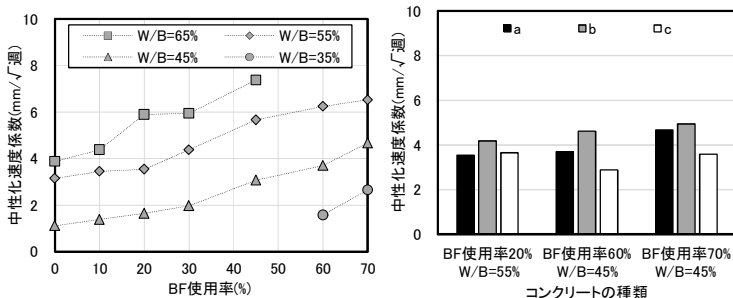 10
8
6
4
2
0
中性化速度係数(mm/√週)
W/B=65% W/B=55%
W/B=45% W/B=35%
0 10 20 30 40 50 60 70
BF使用率(%)
10
8
6
4
2
0
中性化速度係数(mm/√週)
a b c
BF使用率20% BF使用率60% BF使用率70%
W/B=55% W/B=45% W/B=45%
コンクリートの種類